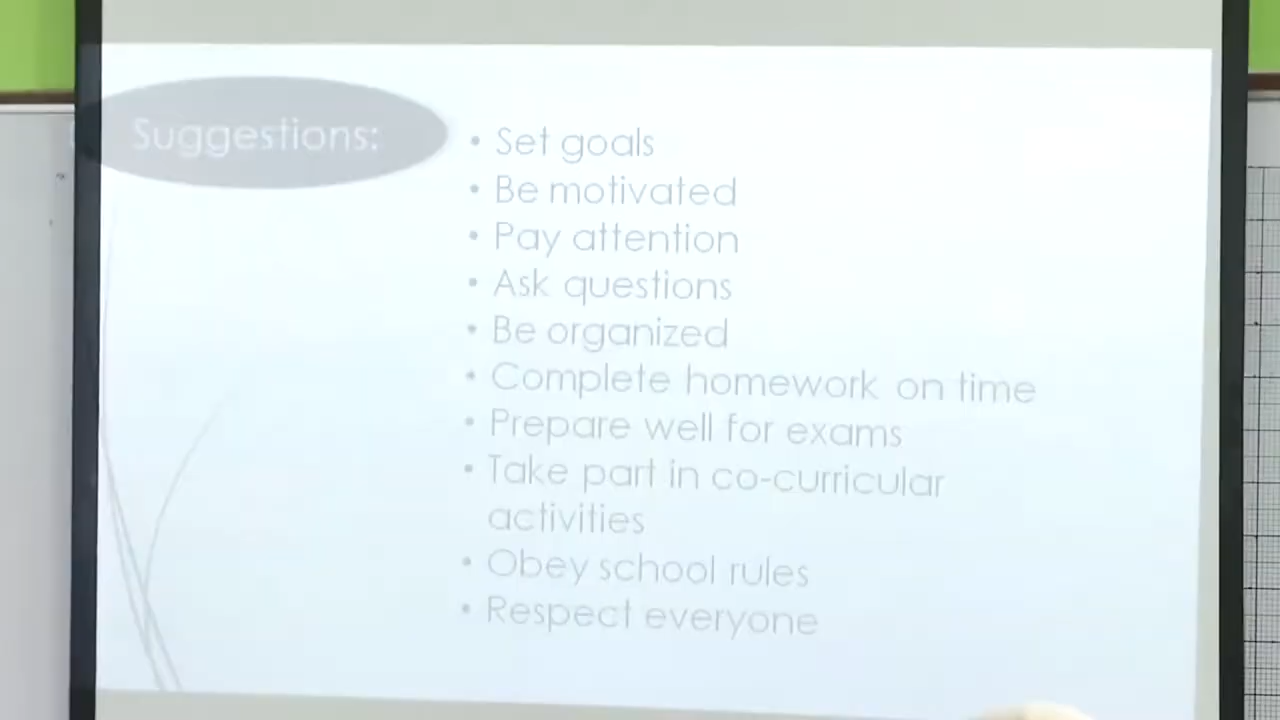 Suggestions:
• Set goals
• Be motivated
• Pay attention
• Ask questions
• Be organized
• Complete homework on time
• Prepare well for exams
• Take part in co-curricular
activities
• Obey school rules
• Respect everyone